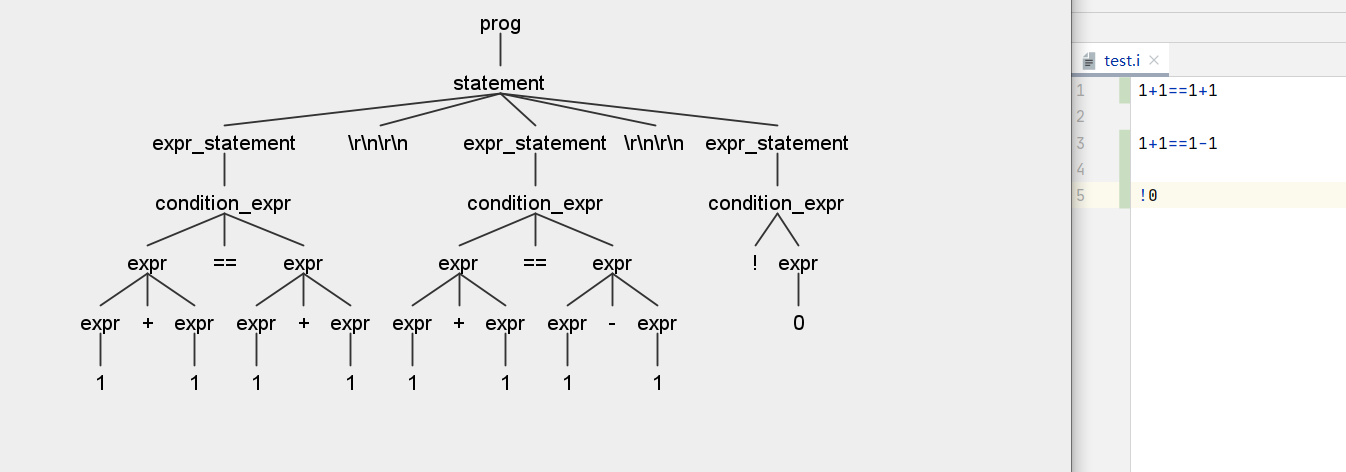 prog
statement
expr_statement \r\n\r\n expr_statement \r\n\r\n expr_statement
condition_expr condition_expr condition_expr
expr == expr expr == expr ! expr
expr + expr expr + expr expr + expr expr - expr 0
1 1 1 1 1 1 1 1
test.i
1 1+1==1+1
2
3 1+1==1-1
4
5 !0